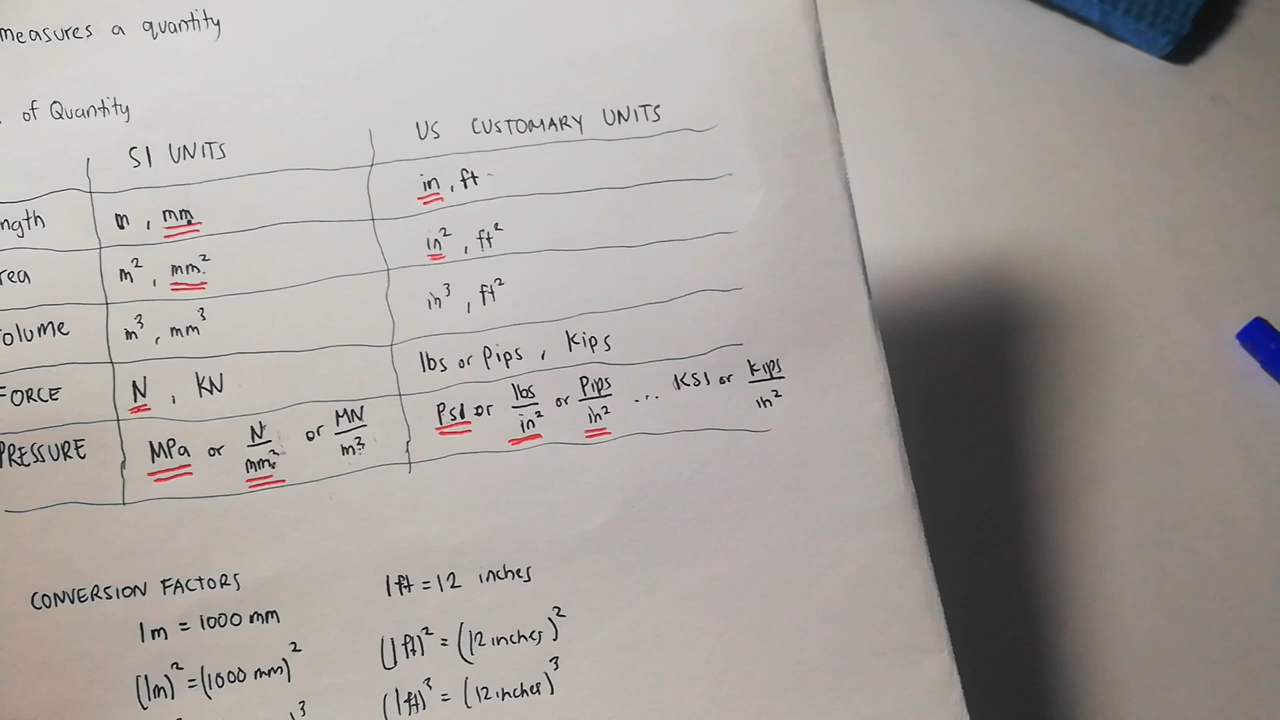 measures a quantity
of Quantity
SI UNITS US CUSTOMARY UNITS
ngth m, mm in, ft
rea m², mm² in², ft²
olume m³, mm³ in³, ft²
FORCE N, KN lbs or Pips, Kips
PRESSURE MPa or N/mm² or MN/m³ PSI or lbs/in² or Pips/in² ... KSI or Kips/in²
CONVERSION FACTORS 1ft = 12 inches
1m = 1000 mm
(1m)² = (1000 mm)² (1ft)² = (12 inches)²
(1ft)³ = (12 inches)³